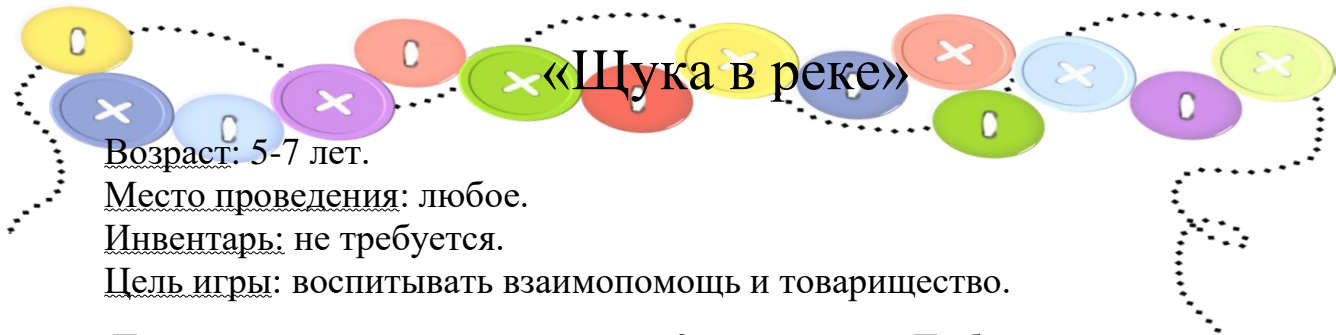 «Щука в реке»
Возраст: 5-7 лет.
Место проведения: любое.
Инвентарь: не требуется.
Цель игры: воспитывать взаимопомощь и товарищество.